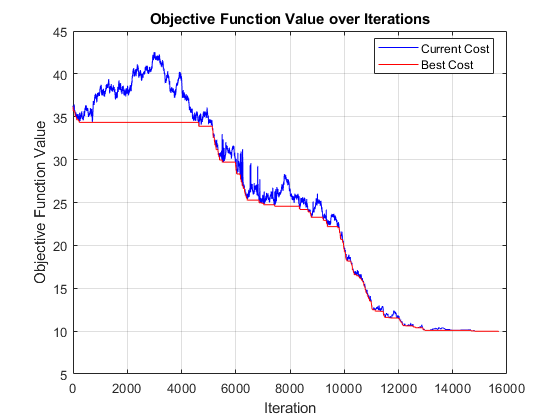 Objective Function Value over Iterations
Current Cost
Best Cost
45
40
35
30
25
20
15
10
5
Objective Function Value
0 2000 4000 6000 8000 10000 12000 14000 16000
Iteration